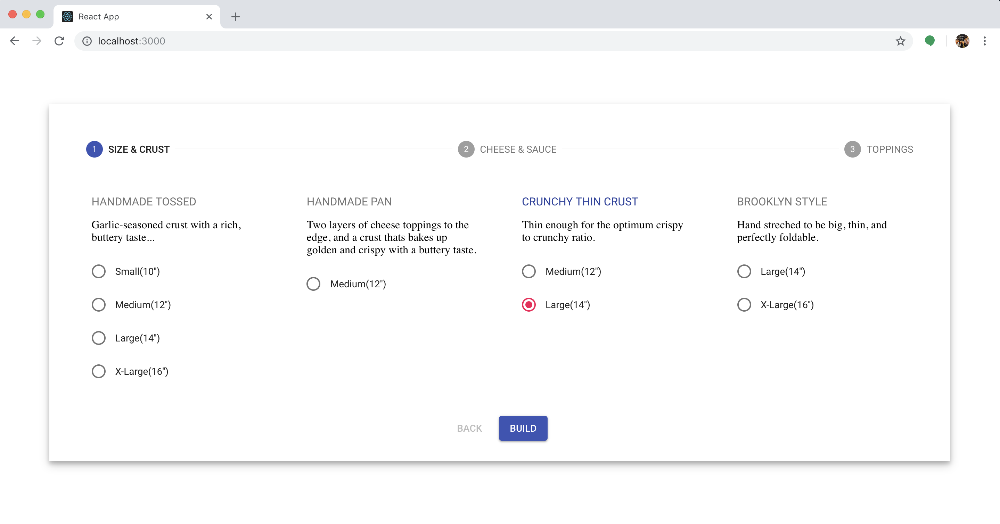 React App
localhost:3000
1 SIZE & CRUST
2 CHEESE & SAUCE
3 TOPPINGS
HANDMADE TOSSED
Garlic-seasoned crust with a rich,
buttery taste...
Small(10")
Medium(12")
Large(14")
X-Large(16")
HANDMADE PAN
Two layers of cheese toppings to the
edge, and a crust thats bakes up
golden and crispy with a buttery taste.
Medium(12")
CRUNCHY THIN CRUST
Thin enough for the optimum crispy
to crunchy ratio.
Medium(12")
Large(14")
BROOKLYN STYLE
Hand streched to be big, thin, and
perfectly foldable.
Large(14")
X-Large(16")
BACK
BUILD